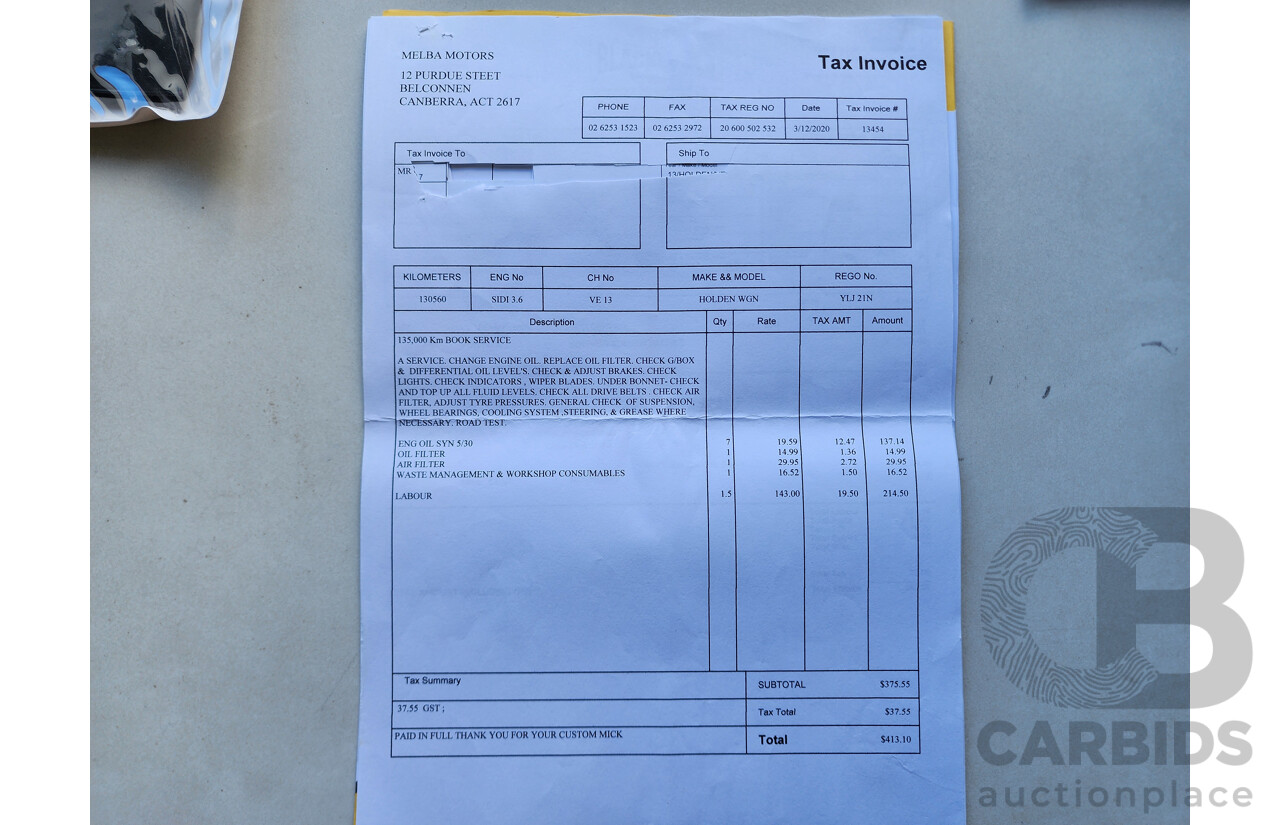 MELBA MOTORS
12 PURDUE STEET
BELCONNEN
CANBERRA, ACT 2617
Tax Invoice
PHONE FAX TAX REG NO Date Tax Invoice #
02 6253 1523 02 6253 2972 20 600 502 532 3/12/2020 13454
Tax Invoice To Ship To
MR 7
KILOMETERS ENG No CH No MAKE && MODEL REGO No.
130560 SIDI 3.6 VE 13 HOLDEN WGN YLJ 21N
Description Qty Rate TAX AMT Amount
135,000 Km BOOK SERVICE
A SERVICE. CHANGE ENGINE OIL. REPLACE OIL FILTER. CHECK G/BOX
& DIFFERENTIAL OIL LEVEL'S. CHECK & ADJUST BRAKES. CHECK
LIGHTS. CHECK INDICATORS , WIPER BLADES. UNDER BONNET- CHECK
AND TOP UP ALL FLUID LEVELS. CHECK ALL DRIVE BELTS . CHECK AIR
FILTER, ADJUST TYRE PRESSURES. GENERAL CHECK OF SUSPENSION,
WHEEL BEARINGS, COOLING SYSTEM ,STEERING, & GREASE WHERE
NECESSARY. ROAD TEST.
ENG OIL SYN 5/30 7 19.59 12.47 137.14
OIL FILTER 1 14.99 1.36 14.99
AIR FILTER 1 29.95 2.72 29.95
WASTE MANAGEMENT & WORKSHOP CONSUMABLES 1 16.52 1.50 16.52
LABOUR 1.5 143.00 19.50 214.50
Tax Summary SUBTOTAL $375.55
37.55 GST ; Tax Total $37.55
PAID IN FULL THANK YOU FOR YOUR CUSTOM MICK Total $413.10
CARBIDS
auctionplace